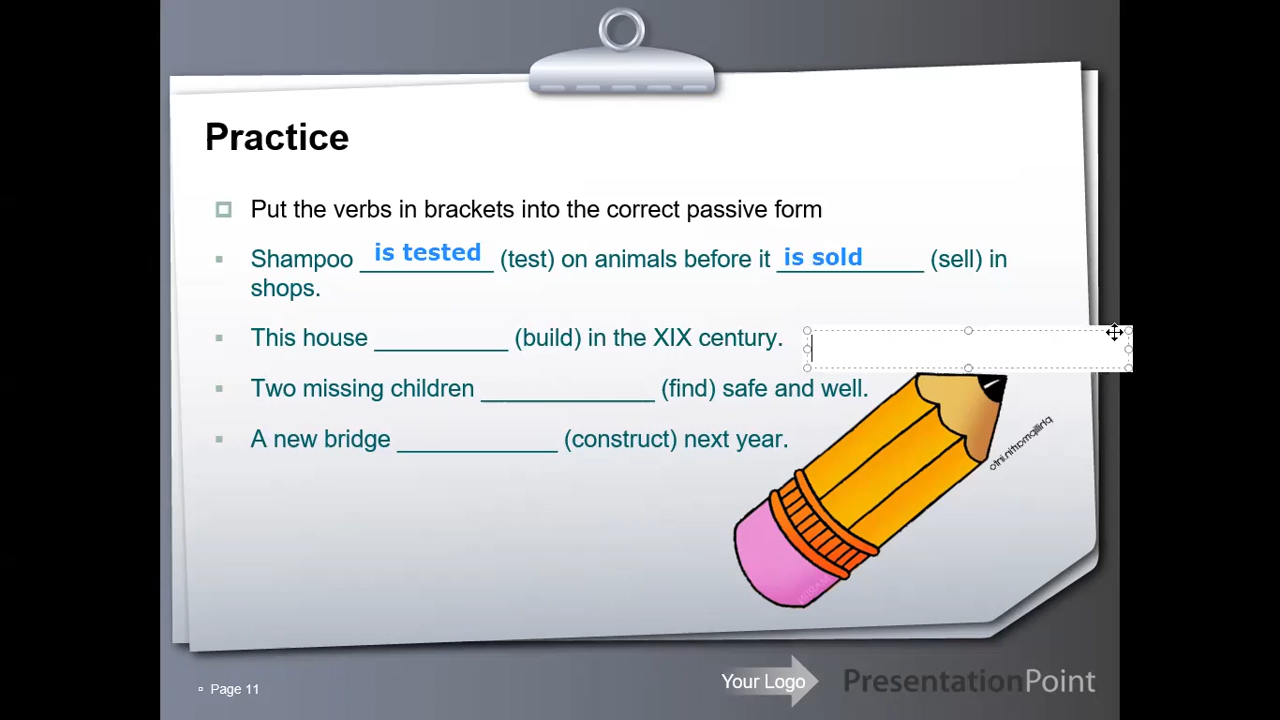 Practice
Put the verbs in brackets into the correct passive form
Shampoo is tested (test) on animals before it is sold (sell) in
shops.
This house __________ (build) in the XIX century.
Two missing children _____________ (find) safe and well.
A new bridge ____________ (construct) next year.
phillipmartin.info
Page 11
Your Logo
PresentationPoint